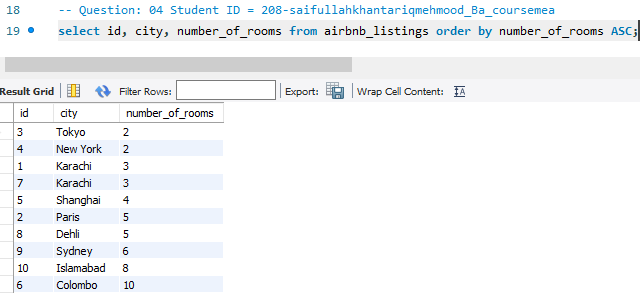 18 -- Question: 04 Student ID = 208-saifullahkhantariqmehmood_Ba_coursemea
19 select id, city, number_of_rooms from airbnb_listings order by number_of_rooms ASC;
Result Grid Filter Rows: Export: Wrap Cell Content: IA
id city number_of_rooms
3 Tokyo 2
4 New York 2
1 Karachi 3
7 Karachi 3
5 Shanghai 4
2 Paris 5
8 Dehli 5
9 Sydney 6
10 Islamabad 8
6 Colombo 10